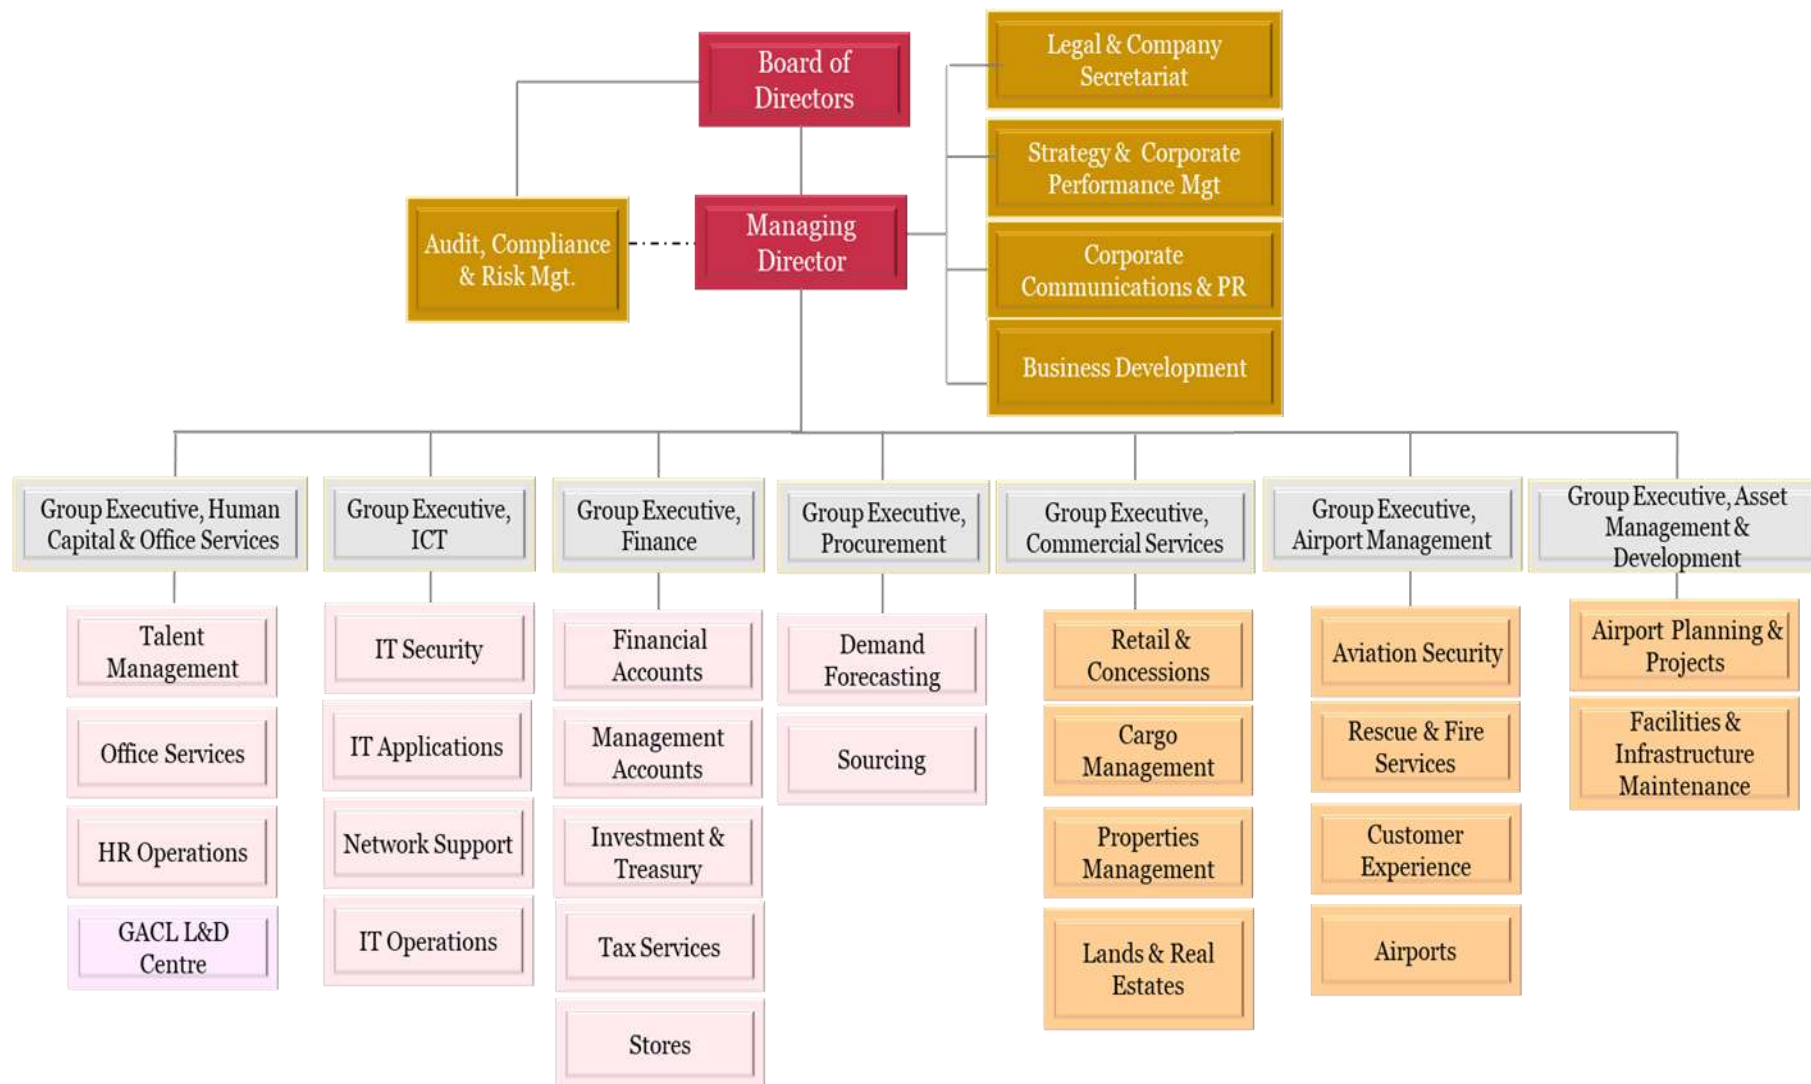 Board of
Directors
Legal & Company
Secretariat
Strategy & Corporate
Performance Mgt
Audit, Compliance
& Risk Mgt.
Managing
Director
Corporate
Communications & PR
Business Development
Group Executive, Human
Capital & Office Services
Group Executive,
ICT
Group Executive,
Finance
Group Executive,
Procurement
Group Executive,
Commercial Services
Group Executive,
Airport Management
Group Executive, Asset
Management &
Development
Talent
Management
Office Services
HR Operations
GACL L&D
Centre
IT Security
IT Applications
Network Support
IT Operations
Financial
Accounts
Management
Accounts
Investment &
Treasury
Tax Services
Stores
Demand
Forecasting
Sourcing
Retail &
Concessions
Cargo
Management
Properties
Management
Lands & Real
Estates
Aviation Security
Rescue & Fire
Services
Customer
Experience
Airports
Airport Planning &
Projects
Facilities &
Infrastructure
Maintenance